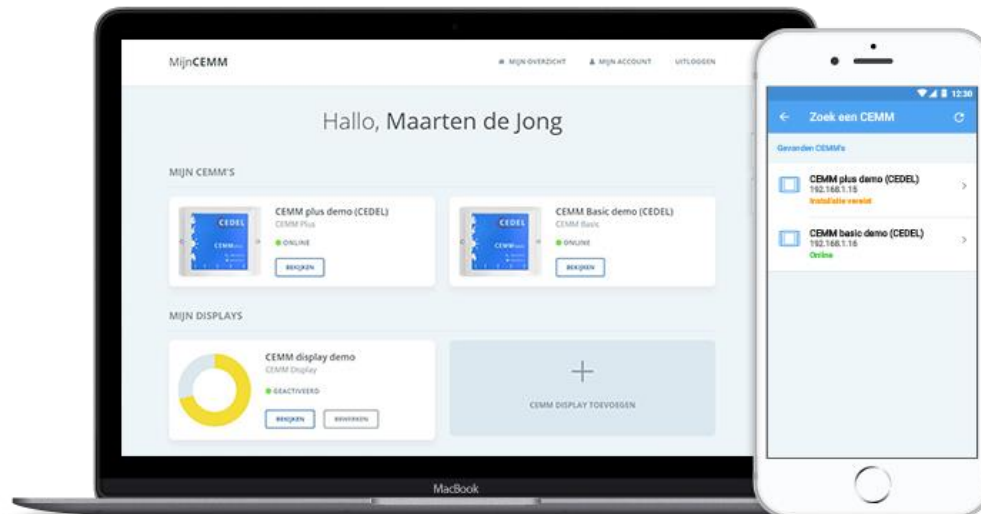 MijnCEMM
MIJN OVERZICHT
MIJN ACCOUNT
UITLOGGEN
Hallo, Maarten de Jong
MIJN CEMM'S
CEDEL
CEMM plus demo (CEDEL)
CEMM Plus
ONLINE
BEKIJKEN
CEDEL
CEMM Basic demo (CEDEL)
CEMM Basic
ONLINE
BEKIJKEN
MIJN DISPLAYS
CEMM display demo
CEMM Display
GEACTIVEERD
BEKIJKEN
BEWERKEN
CEMM DISPLAY TOEVOEGEN
MacBook
12:30
Zoek een CEMM
Gevonden CEMM's
CEMM plus demo (CEDEL)
192.168.1.15
Installatie vereist
CEMM basic demo (CEDEL)
192.168.1.16
Online